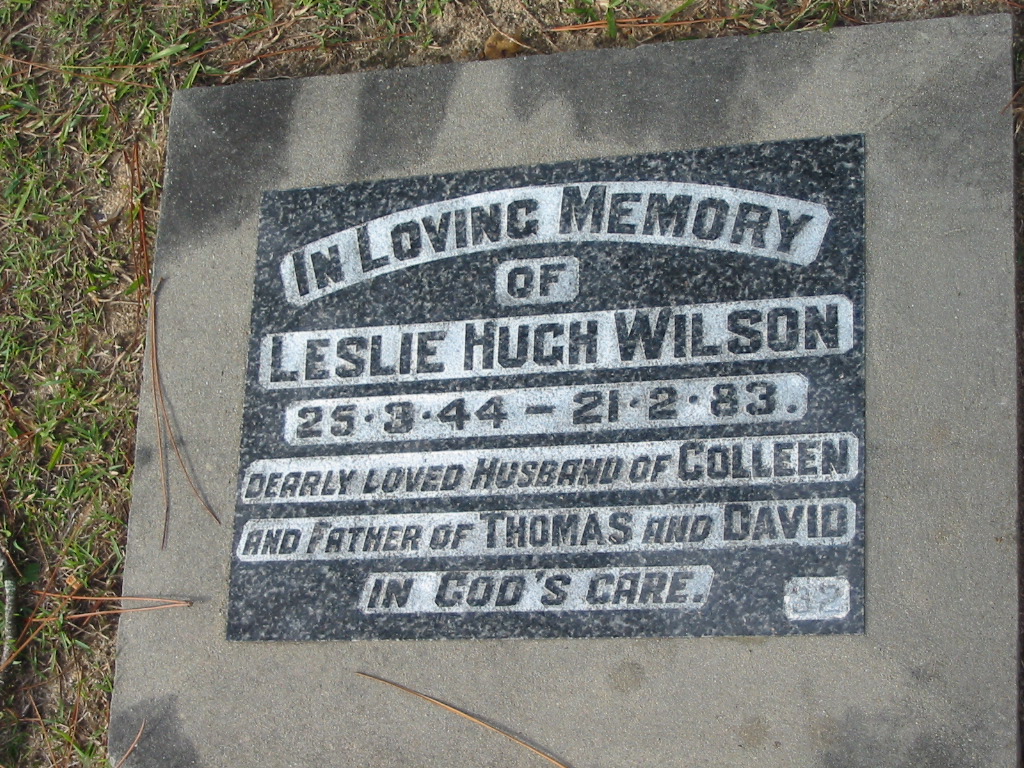 IN LOVING MEMORY
OF
LESLIE HUGH WILSON
25·3·44 – 21·2·83.
DEARLY LOVED HUSBAND OF COLLEEN
AND FATHER OF THOMAS AND DAVID
IN GOD'S CARE.
32